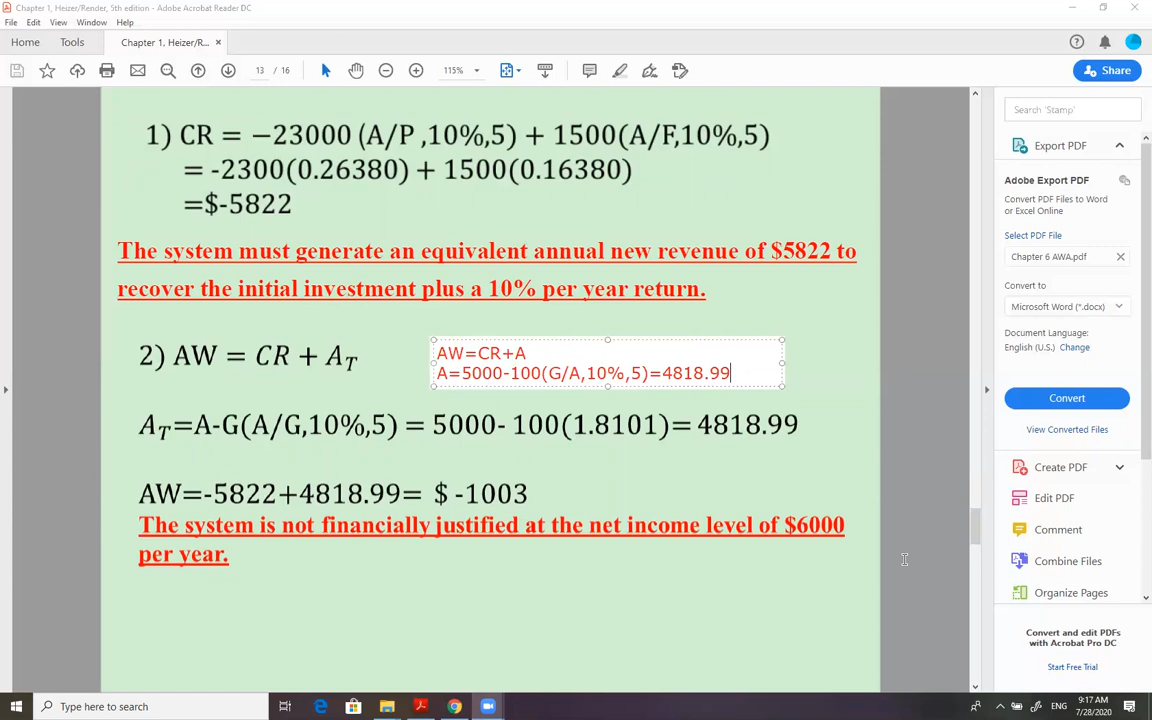 Chapter 1, Heizer/Render, 5th edition - Adobe Acrobat Reader DC
File Edit View Window Help
Home Tools Chapter 1, Heizer/R... ×
13 / 16 115% Share
1) CR = −23000 (A/P ,10%,5) + 1500(A/F,10%,5)
= -2300(0.26380) + 1500(0.16380)
=$-5822
The system must generate an equivalent annual new revenue of $5822 to
recover the initial investment plus a 10% per year return.
2) AW = CR + A_T
AW=CR+A
A=5000-100(G/A,10%,5)=4818.99
A_T=A-G(A/G,10%,5) = 5000- 100(1.8101)= 4818.99
AW=-5822+4818.99= $ -1003
The system is not financially justified at the net income level of $6000
per year.
Search 'Stamp'
Export PDF
Adobe Export PDF
Convert PDF Files to Word
or Excel Online
Select PDF File
Chapter 6 AWA.pdf
Convert to
Microsoft Word (*.docx)
Document Language:
English (U.S.) Change
Convert
View Converted Files
Create PDF
Edit PDF
Comment
Combine Files
Organize Pages
Convert and edit PDFs
with Acrobat Pro DC
Start Free Trial
Type here to search
ENG
9:17 AM
7/28/2020